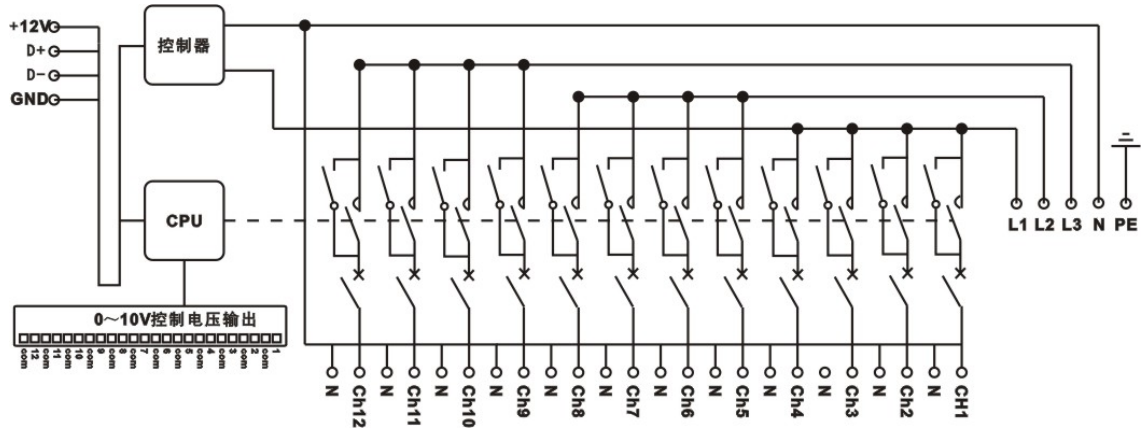 +12V
D+
D-
GND
控制器
CPU
L1 L2 L3 N PE
0～10V控制电压输出
com 12 com 11 com 10 com 9 com 8 com 7 com 6 com 5 com 4 com 3 com 2 com 1
N Ch12 N Ch11 N Ch10 N Ch9 N Ch8 N Ch7 N Ch6 N Ch5 N Ch4 N Ch3 N Ch2 N CH1